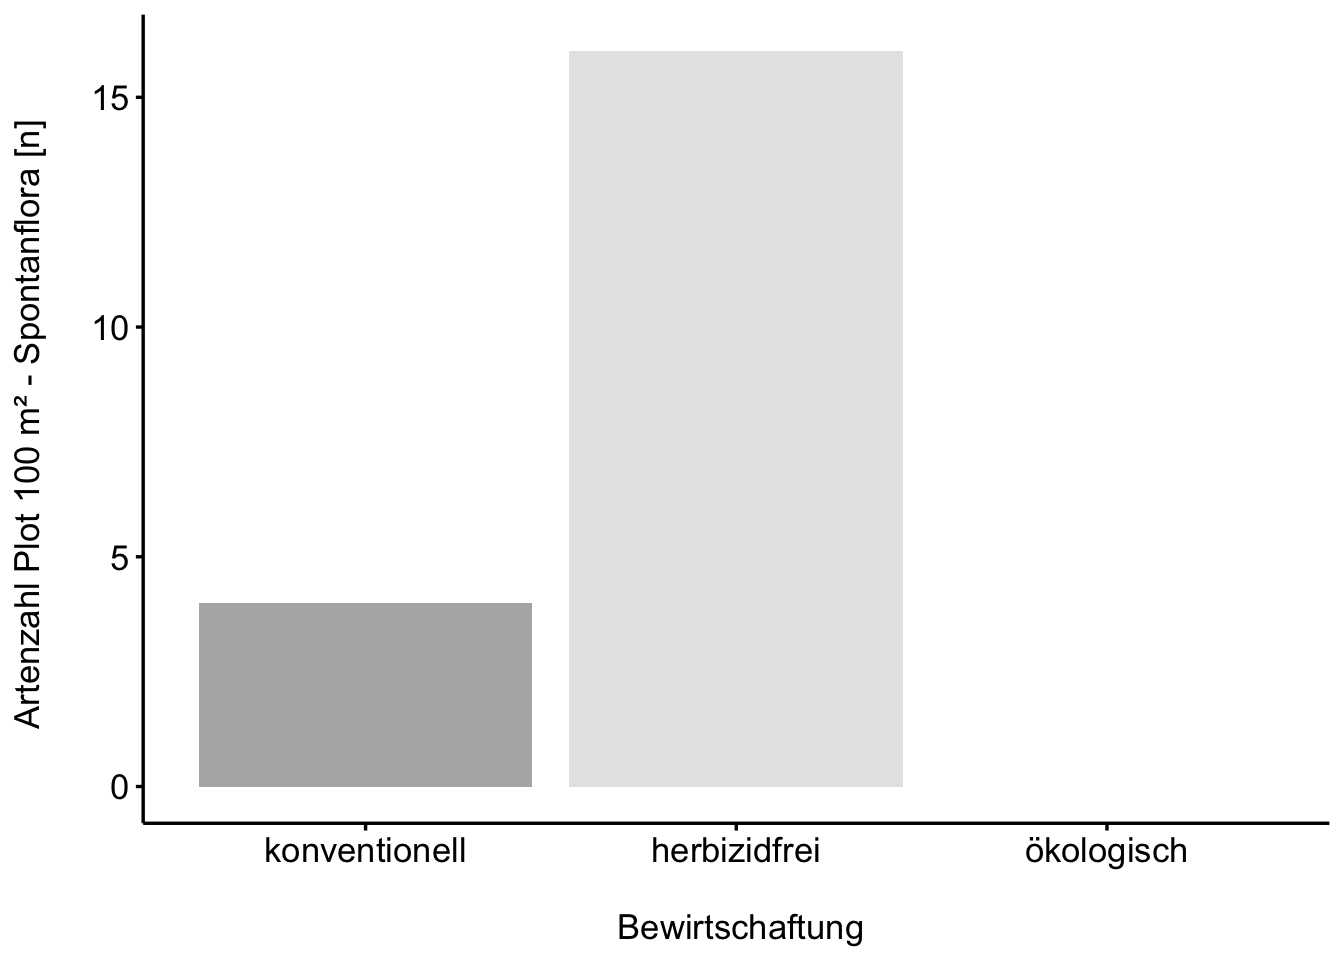 Artenzahl Plot 100 m² - Spontanflora [n]
15
10
5
0
konventionell herbizidfrei ökologisch
Bewirtschaftung